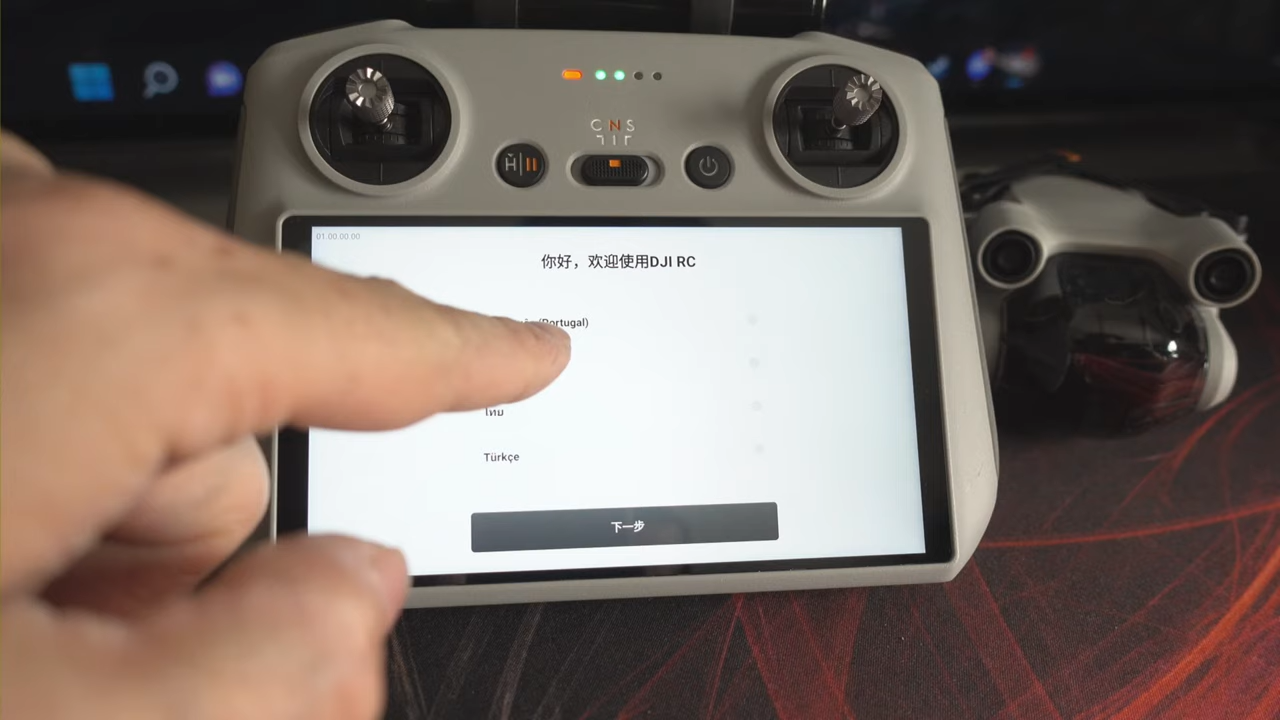 C N S
01.00.00.00
你好，欢迎使用DJI RC
(Portugal)
ไทย
Türkçe
下一步